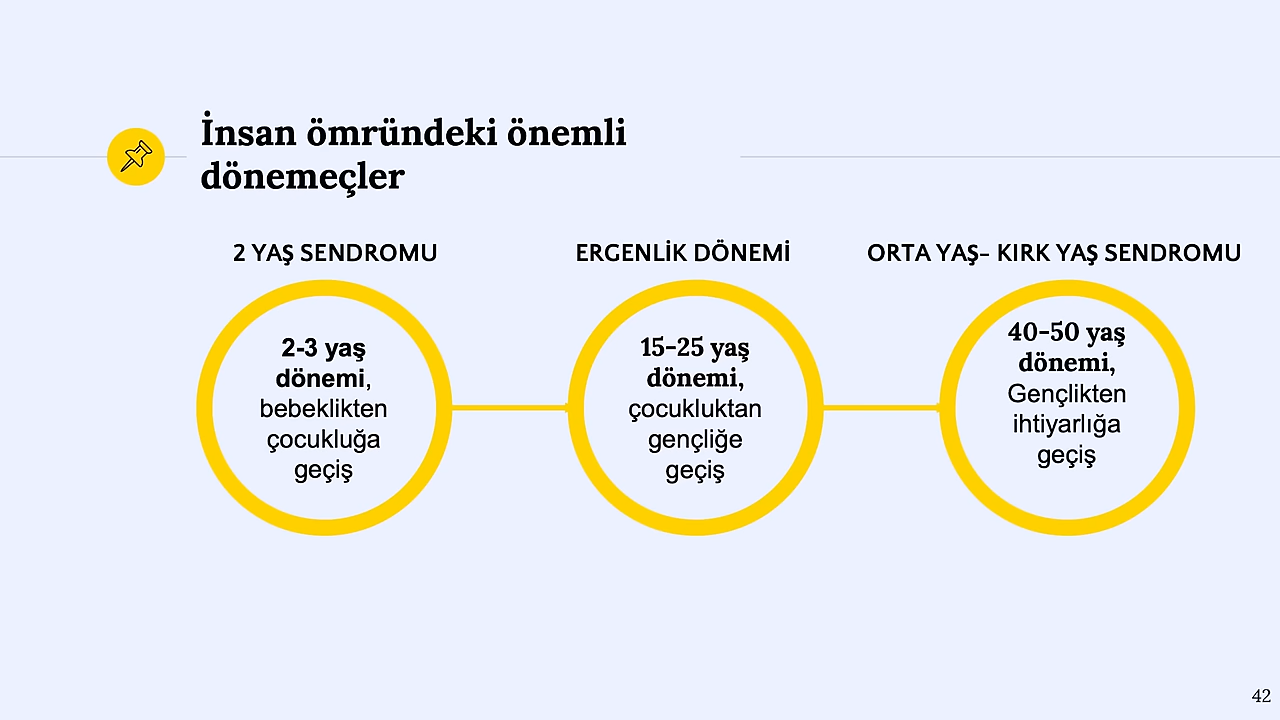 İnsan ömründeki önemli
dönemeçler
2 YAŞ SENDROMU
2-3 yaş
dönemi,
bebeklikten
çocukluğa
geçiş
ERGENLİK DÖNEMİ
15-25 yaş
dönemi,
çocukluktan
gençliğe
geçiş
ORTA YAŞ- KIRK YAŞ SENDROMU
40-50 yaş
dönemi,
Gençlikten
ihtiyarlığa
geçiş
42